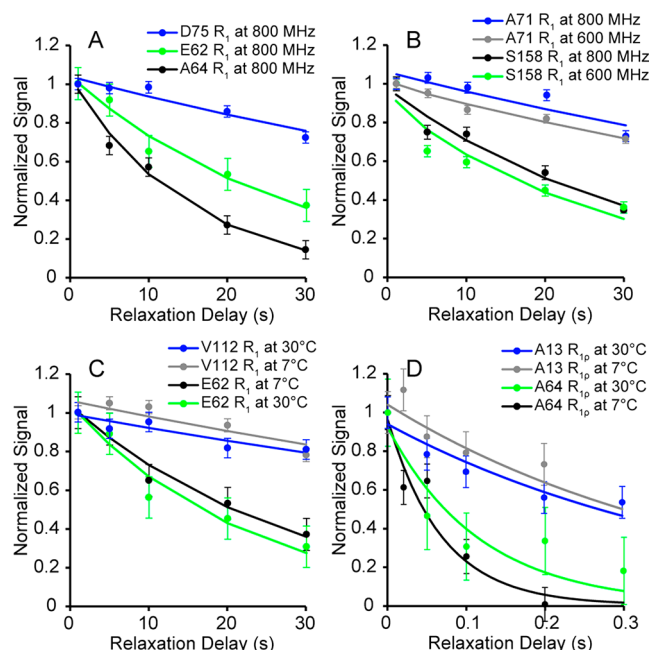 A
D75 R1 at 800 MHz
E62 R1 at 800 MHz
A64 R1 at 800 MHz
Normalized Signal
1.2
1
0.8
0.6
0.4
0.2
0
0 10 20 30
Relaxation Delay (s)
B
A71 R1 at 800 MHz
A71 R1 at 600 MHz
S158 R1 at 800 MHz
S158 R1 at 600 MHz
Normalized Signal
1.2
1
0.8
0.6
0.4
0.2
0
0 10 20 30
Relaxation Delay (s)
C
V112 R1 at 30°C
V112 R1 at 7°C
E62 R1 at 7°C
E62 R1 at 30°C
Normalized Signal
1.2
1
0.8
0.6
0.4
0.2
0
0 10 20 30
Relaxation Delay (s)
D
A13 R1ρ at 30°C
A13 R1ρ at 7°C
A64 R1ρ at 30°C
A64 R1ρ at 7°C
Normalized Signal
1.2
1
0.8
0.6
0.4
0.2
0
0 0.1 0.2 0.3
Relaxation Delay (s)